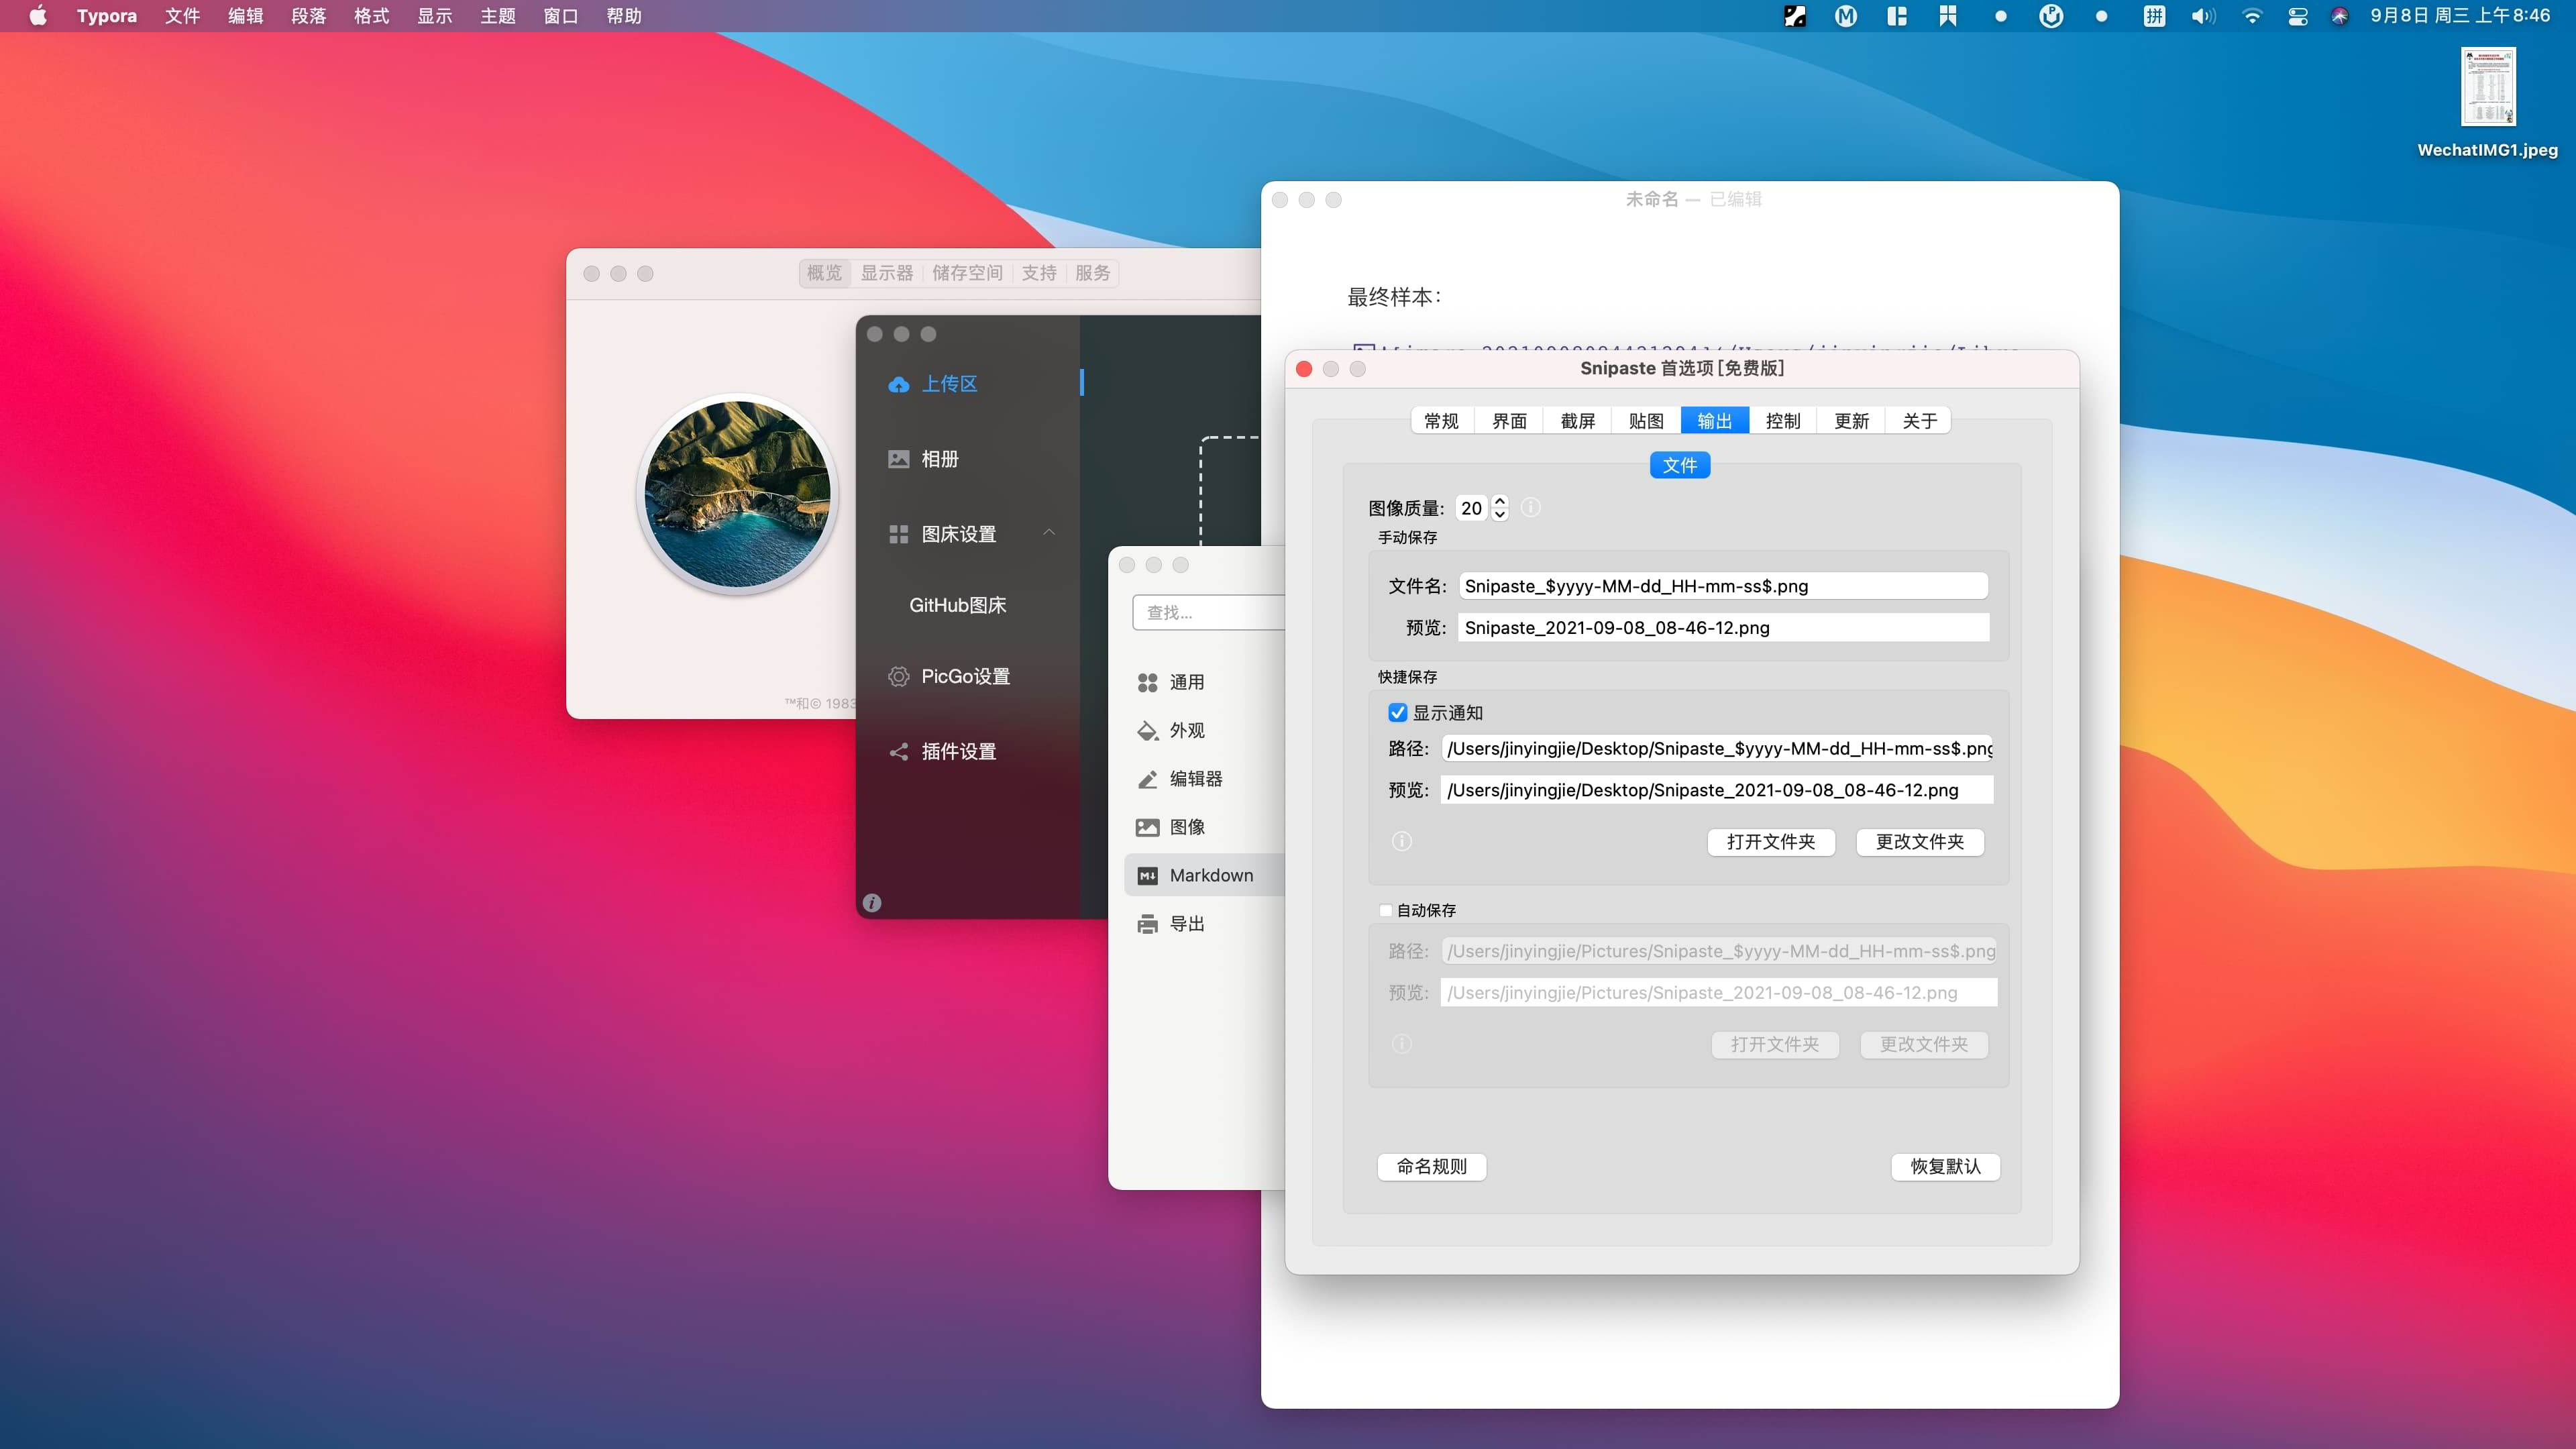 Typora 文件 编辑 段落 格式 显示 主题 窗口 帮助
拼 9月8日 周三 上午8:46
WechatIMG1.jpeg
未命名 — 已编辑
最终样本：
概览 显示器 储存空间 支持 服务
™和© 1983
上传区
相册
图床设置
GitHub图床
PicGo设置
插件设置
查找...
通用
外观
编辑器
图像
Markdown
导出
Snipaste 首选项 [免费版]
常规 界面 截屏 贴图 输出 控制 更新 关于
文件
图像质量: 20
手动保存
文件名: Snipaste_$yyyy-MM-dd_HH-mm-ss$.png
预览: Snipaste_2021-09-08_08-46-12.png
快捷保存
显示通知
路径: /Users/jinyingjie/Desktop/Snipaste_$yyyy-MM-dd_HH-mm-ss$.png
预览: /Users/jinyingjie/Desktop/Snipaste_2021-09-08_08-46-12.png
打开文件夹 更改文件夹
自动保存
路径: /Users/jinyingjie/Pictures/Snipaste_$yyyy-MM-dd_HH-mm-ss$.png
预览: /Users/jinyingjie/Pictures/Snipaste_2021-09-08_08-46-12.png
打开文件夹 更改文件夹
命名规则 恢复默认